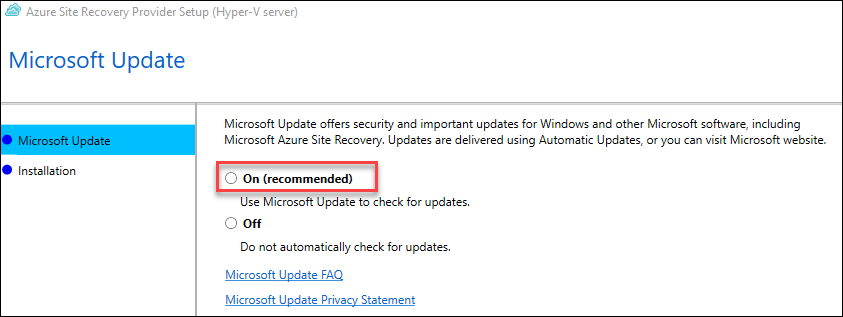 Azure Site Recovery Provider Setup (Hyper-V server)
Microsoft Update
Microsoft Update
Installation
Microsoft Update offers security and important updates for Windows and other Microsoft software, including
Microsoft Azure Site Recovery. Updates are delivered using Automatic Updates, or you can visit Microsoft website.
On (recommended)
Use Microsoft Update to check for updates.
Off
Do not automatically check for updates.
Microsoft Update FAQ
Microsoft Update Privacy Statement